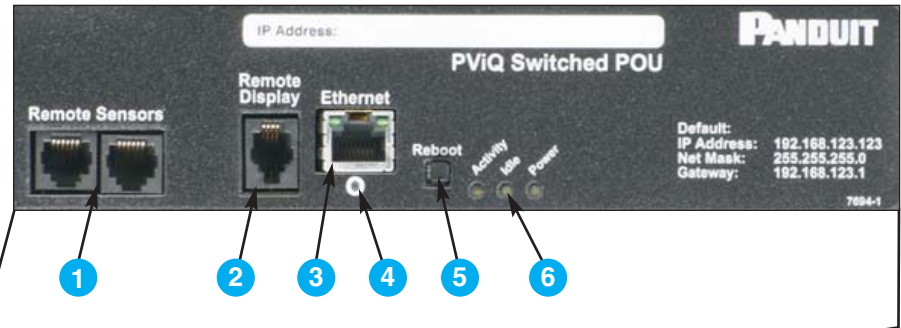 IP Address:
PANDUIT
PViQ Switched POU
Remote Sensors
Remote
Display
Ethernet
Reboot
Activity
Idle
Power
Default:
IP Address: 192.168.123.123
Net Mask: 255.255.255.0
Gateway: 192.168.123.1
7694-1
1
2
3
4
5
6